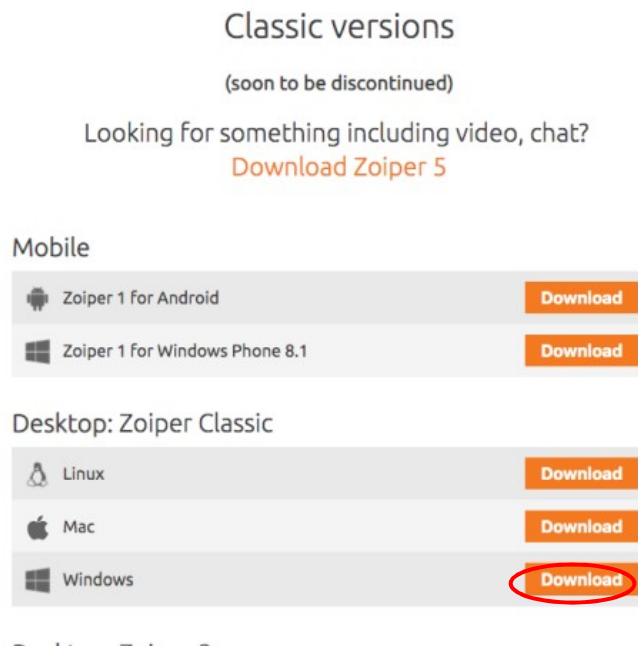 Classic versions
(soon to be discontinued)
Looking for something including video, chat?
Download Zoiper 5
Mobile
Zoiper 1 for Android Download
Zoiper 1 for Windows Phone 8.1 Download
Desktop: Zoiper Classic
Linux Download
Mac Download
Windows Download